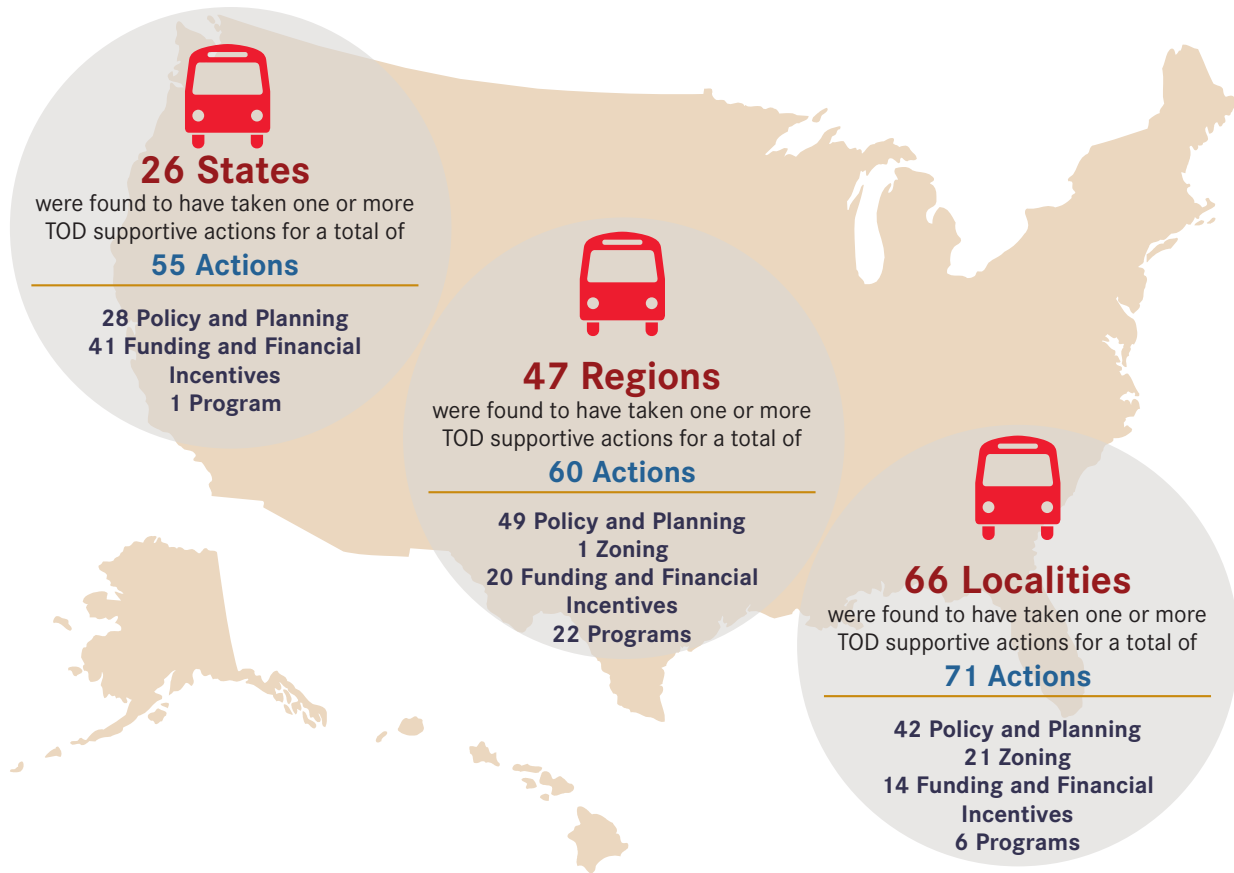 26 States
were found to have taken one or more
TOD supportive actions for a total of
55 Actions
28 Policy and Planning
41 Funding and Financial
Incentives
1 Program
47 Regions
were found to have taken one or more
TOD supportive actions for a total of
60 Actions
49 Policy and Planning
1 Zoning
20 Funding and Financial
Incentives
22 Programs
66 Localities
were found to have taken one or more
TOD supportive actions for a total of
71 Actions
42 Policy and Planning
21 Zoning
14 Funding and Financial
Incentives
6 Programs